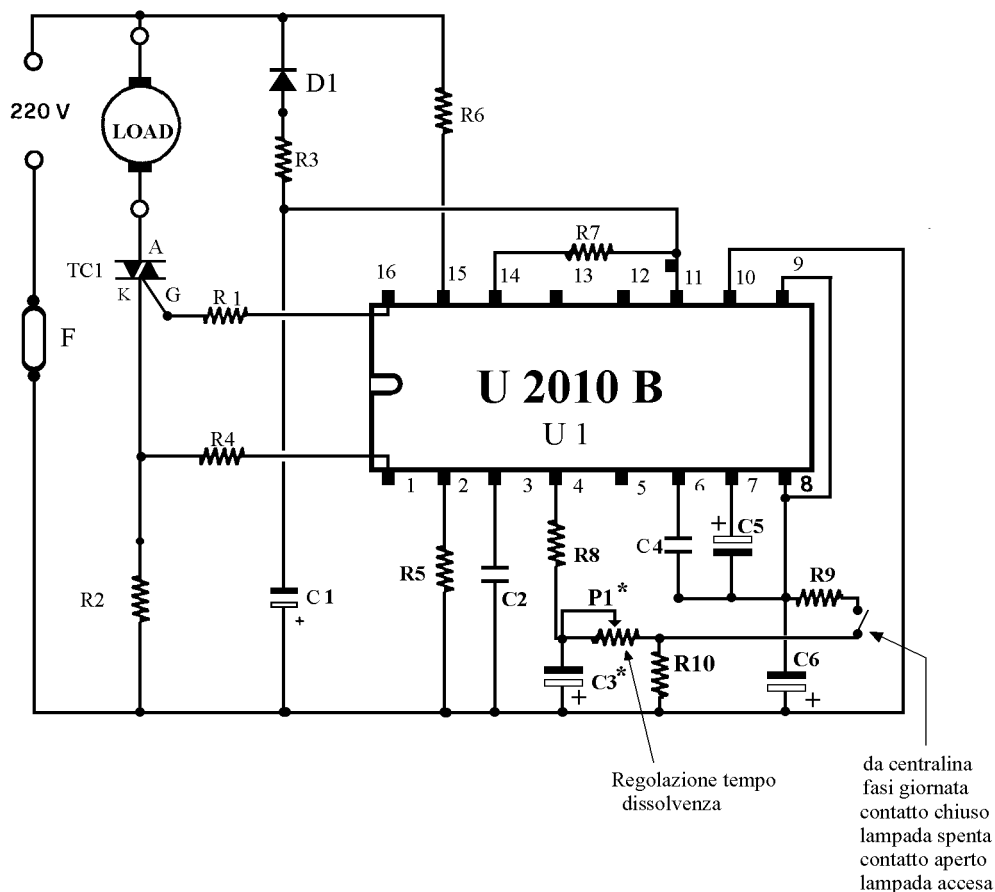 220 V
LOAD
D1
R6
R3
R7
A
TC1
K
G
R 1
16
15
14
13
12
11
10
9
F
U 2010 B
U 1
R4
1
2
3
4
5
6
7
8
R5
C2
R8
C4
+
C5
R9
P1*
R2
C 1
+
C3*
+
R10
C6
+
Regolazione tempo
dissolvenza
da centralina
fasi giornata
contatto chiuso
lampada spenta
contatto aperto
lampada accesa